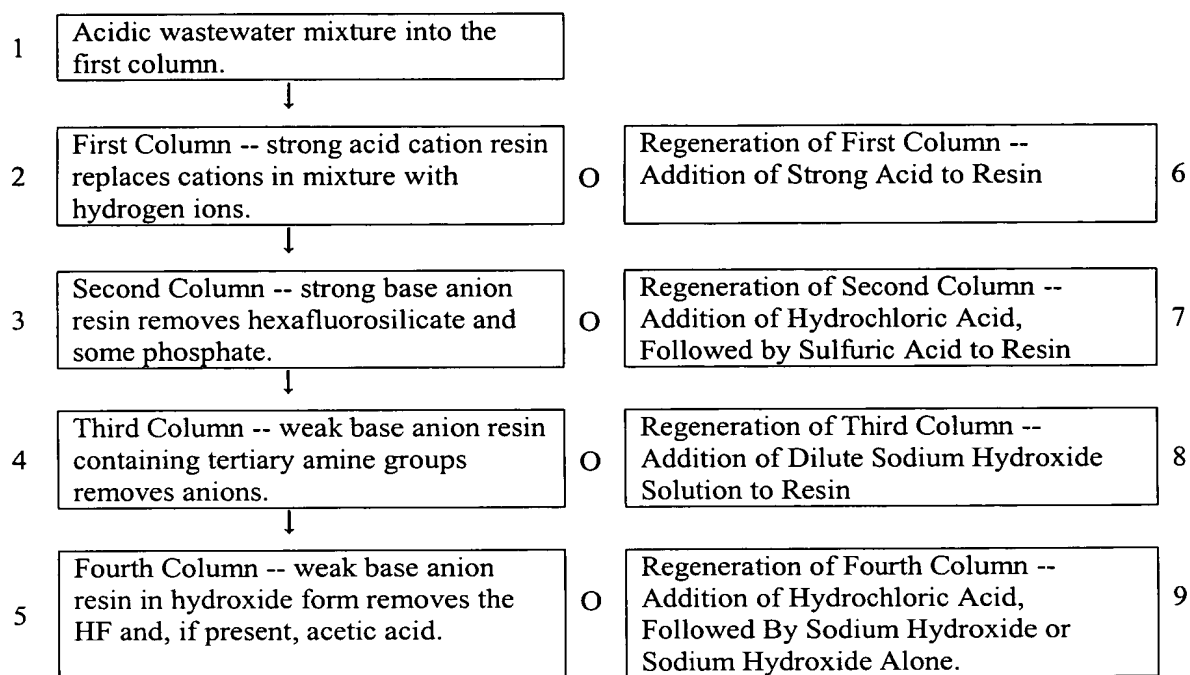 1
Acidic wastewater mixture into the
first column.
↓
2
First Column -- strong acid cation resin
replaces cations in mixture with
hydrogen ions.
O
Regeneration of First Column --
Addition of Strong Acid to Resin
6
↓
3
Second Column -- strong base anion
resin removes hexafluorosilicate and
some phosphate.
O
Regeneration of Second Column --
Addition of Hydrochloric Acid,
Followed by Sulfuric Acid to Resin
7
↓
4
Third Column -- weak base anion resin
containing tertiary amine groups
removes anions.
O
Regeneration of Third Column --
Addition of Dilute Sodium Hydroxide
Solution to Resin
8
↓
5
Fourth Column -- weak base anion
resin in hydroxide form removes the
HF and, if present, acetic acid.
O
Regeneration of Fourth Column --
Addition of Hydrochloric Acid,
Followed By Sodium Hydroxide or
Sodium Hydroxide Alone.
9